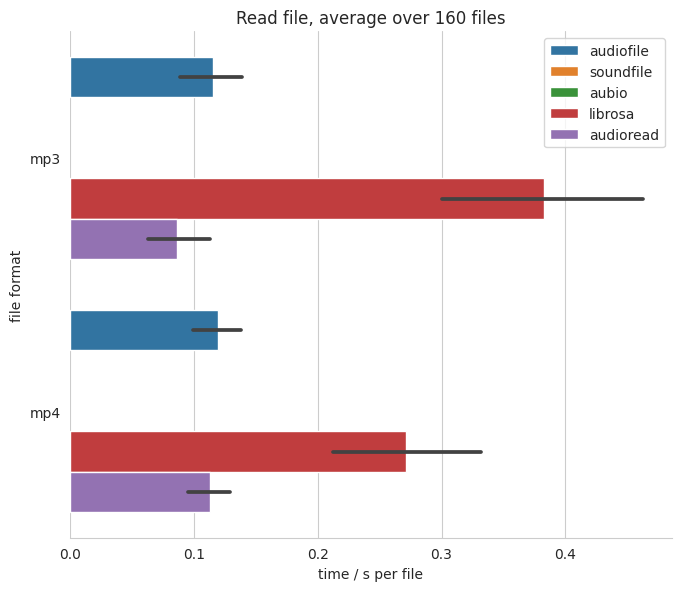 Read file, average over 160 files
audiofile
soundfile
aubio
librosa
audioread
mp3
file format
mp4
0.0 0.1 0.2 0.3 0.4
time / s per file